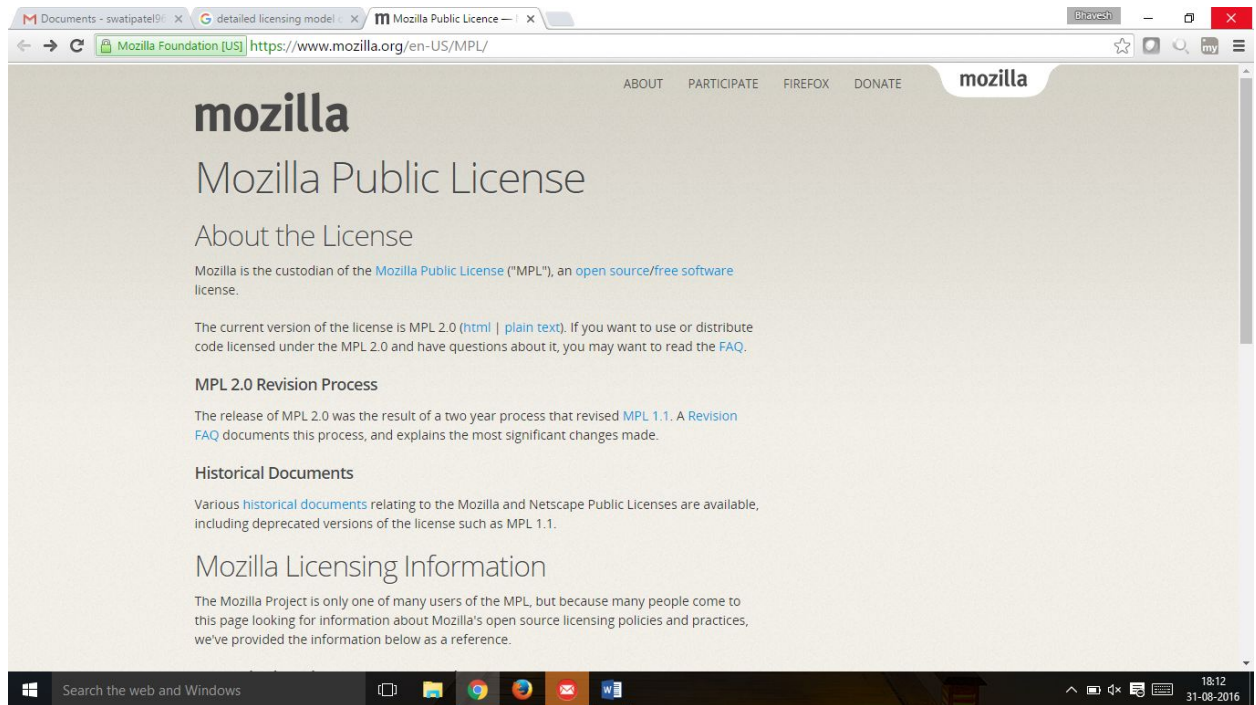 Documents - swatipatel96
detailed licensing model
Mozilla Public Licence —
Bhavesh
Mozilla Foundation [US] https://www.mozilla.org/en-US/MPL/
my
ABOUT PARTICIPATE FIREFOX DONATE mozilla
mozilla
Mozilla Public License
About the License
Mozilla is the custodian of the Mozilla Public License ("MPL"), an open source/free software
license.
The current version of the license is MPL 2.0 (html | plain text). If you want to use or distribute
code licensed under the MPL 2.0 and have questions about it, you may want to read the FAQ.
MPL 2.0 Revision Process
The release of MPL 2.0 was the result of a two year process that revised MPL 1.1. A Revision
FAQ documents this process, and explains the most significant changes made.
Historical Documents
Various historical documents relating to the Mozilla and Netscape Public Licenses are available,
including deprecated versions of the license such as MPL 1.1.
Mozilla Licensing Information
The Mozilla Project is only one of many users of the MPL, but because many people come to
this page looking for information about Mozilla's open source licensing policies and practices,
we've provided the information below as a reference.
Search the web and Windows
18:12
31-08-2016